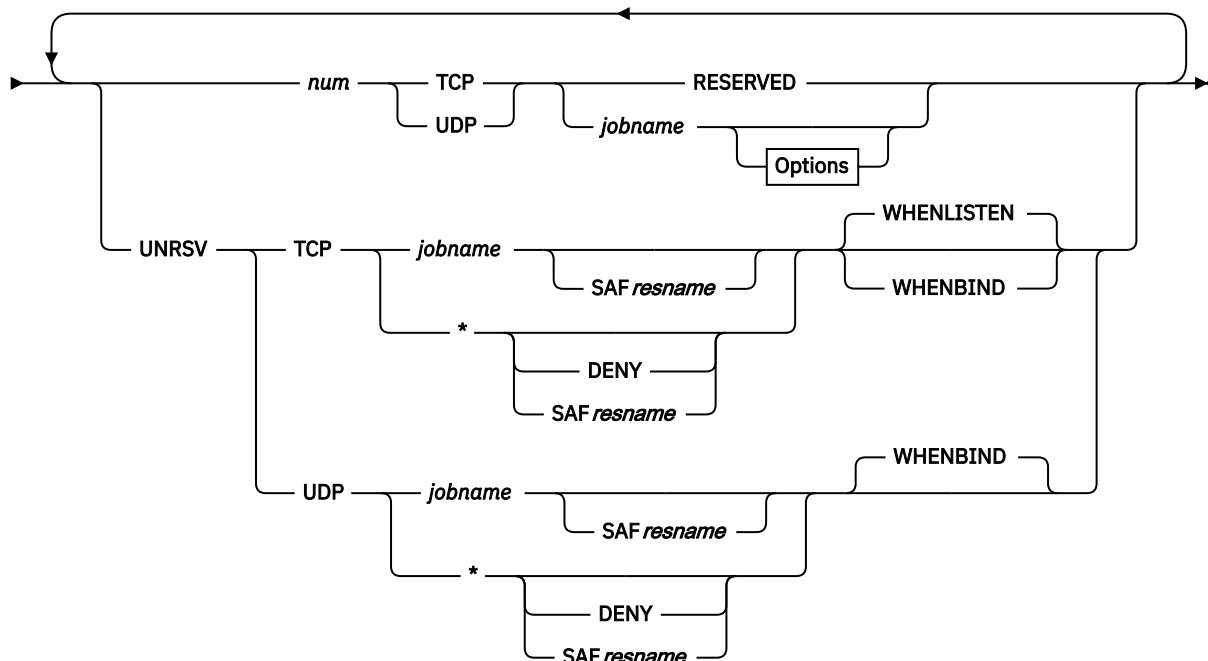 num TCP RESERVED
UDP jobname
Options
WHENLISTEN
UNRSV TCP jobname
SAF resname WHENBIND
*
DENY
SAF resname
WHENBIND
UDP jobname
SAF resname
*
DENY
SAF resname